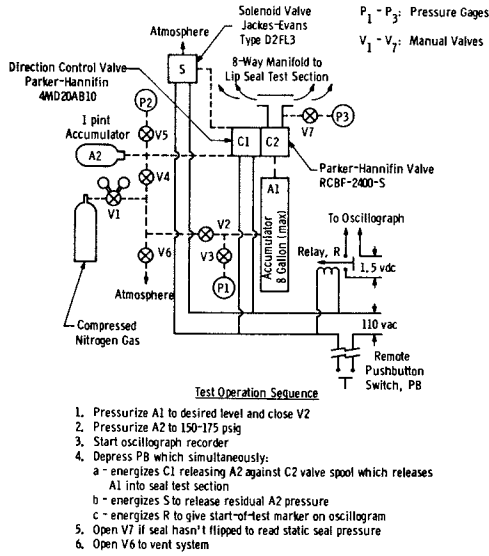 Solenoid Valve
Jackes-Evans
Type D2FL3
P1 - P3: Pressure Gages
V1 - V7: Manual Valves
Atmosphere
S
8-Way Manifold to
Lip Seal Test Section
Direction Control Valve
Parker-Hannifin
4MD20AB10
P2
V5
1 pint
Accumulator
A2
V4
V1
C1
C2
V7
P3
Parker-Hannifin Valve
RCBF-2400-S
A1
Accumulator
8 Gallon (max)
V2
V3
P1
V6
Atmosphere
Compressed
Nitrogen Gas
To Oscillograph
Relay, R
1.5 vdc
110 vac
Remote
Pushbutton
Switch, PB
Test Operation Sequence
1. Pressurize A1 to desired level and close V2
2. Pressurize A2 to 150-175 psig
3. Start oscillograph recorder
4. Depress PB which simultaneously:
a - energizes C1 releasing A2 against C2 valve spool which releases
A1 into seal test section
b - energizes S to release residual A2 pressure
c - energizes R to give start-of-test marker on oscillogram
5. Open V7 if seal hasn't flipped to read static seal pressure
6. Open V6 to vent system